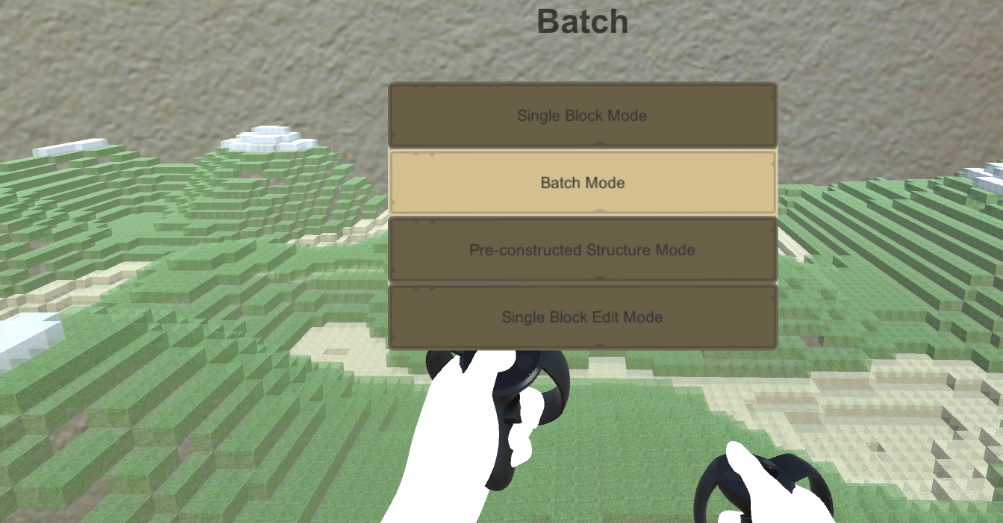 Batch
Single Block Mode
Batch Mode
Pre-constructed Structure Mode
Single Block Edit Mode